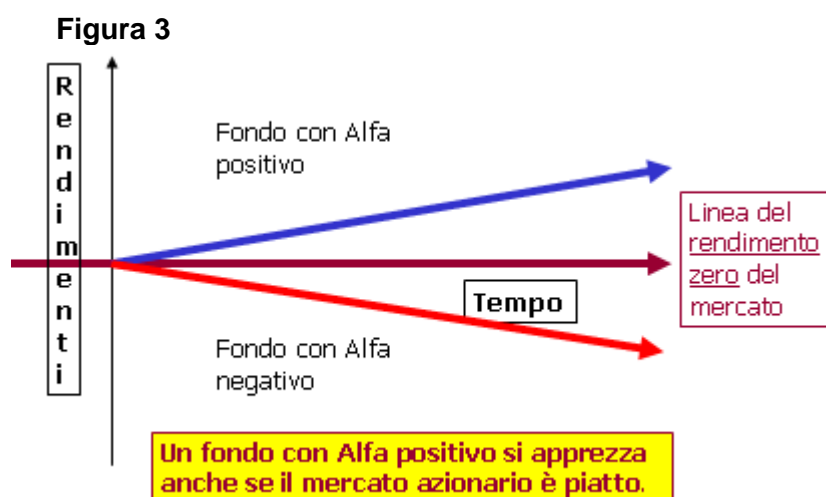 Figura 3
Rendimenti
Fondo con Alfa
positivo
Linea del
rendimento
zero del
mercato
Tempo
Fondo con Alfa
negativo
Un fondo con Alfa positivo si apprezza
anche se il mercato azionario è piatto.